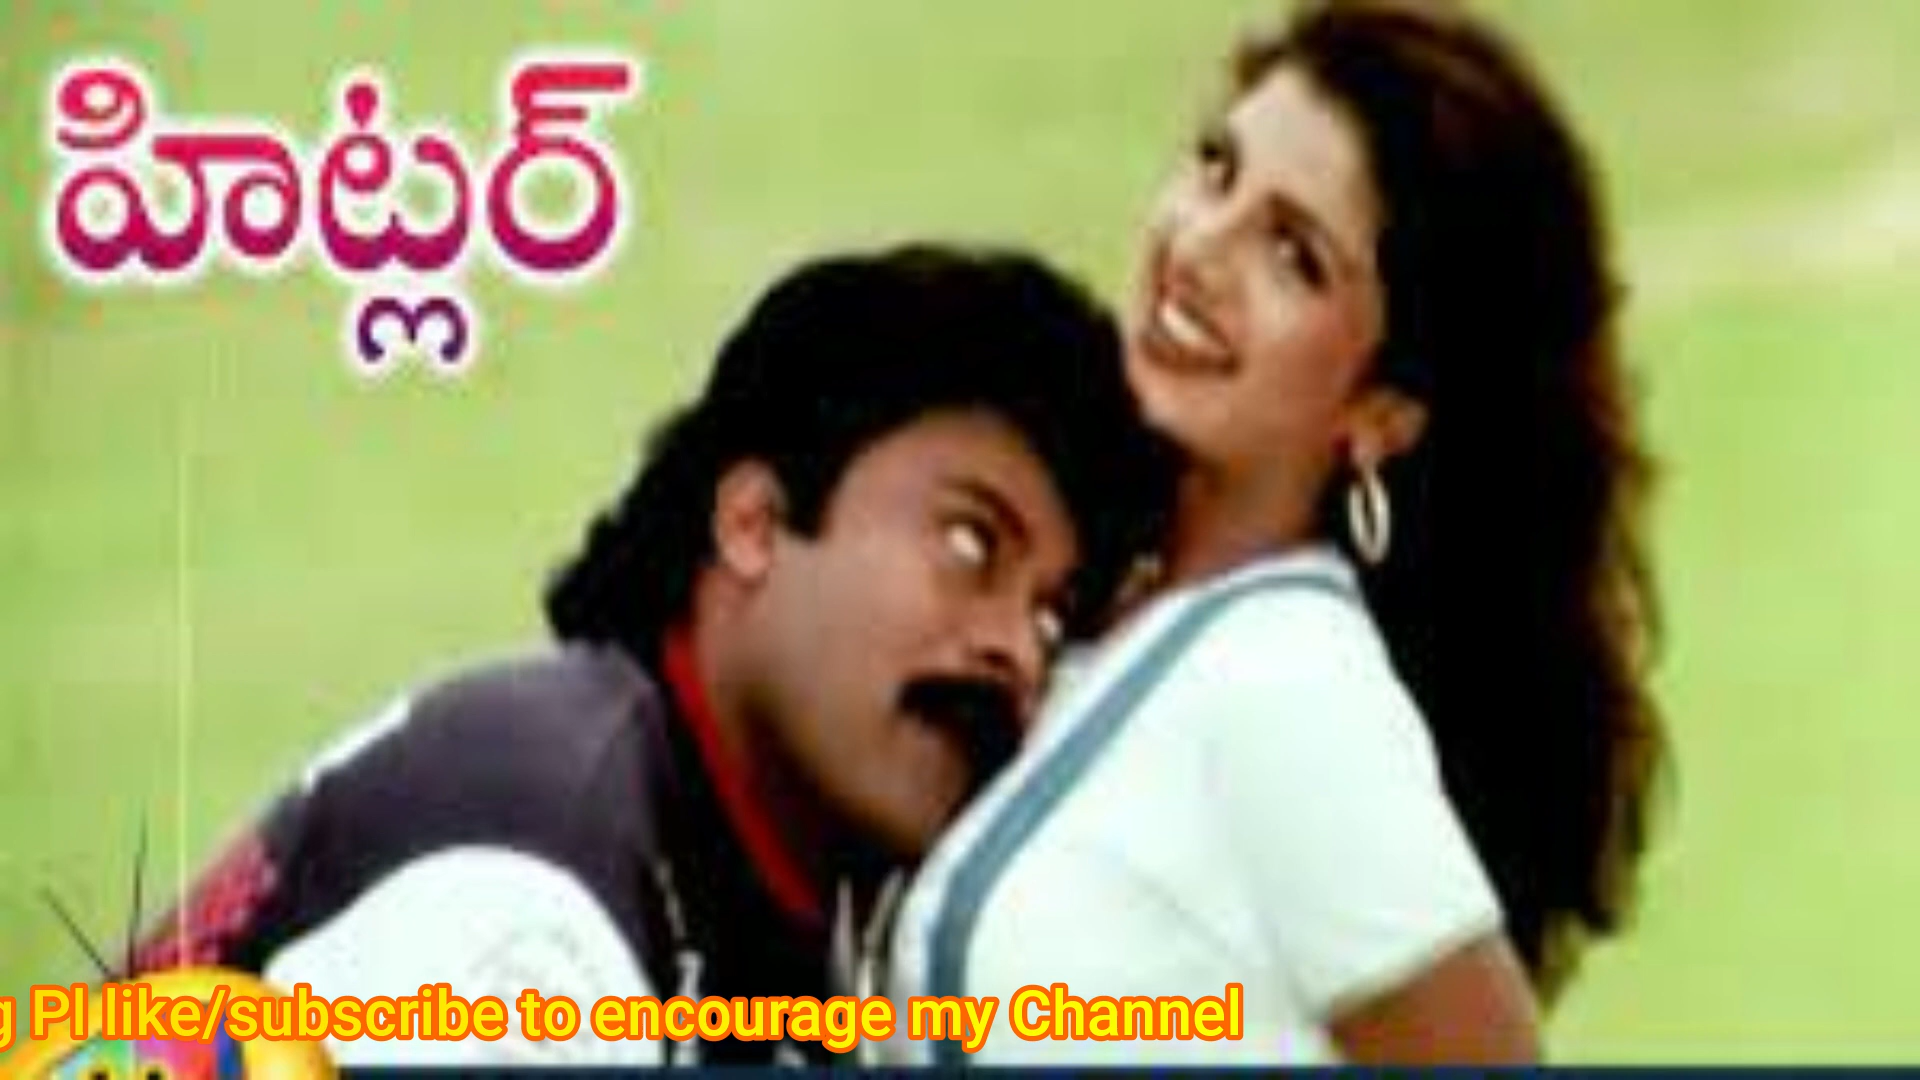 హిట్లర్
Pl like/subscribe to encourage my Channel